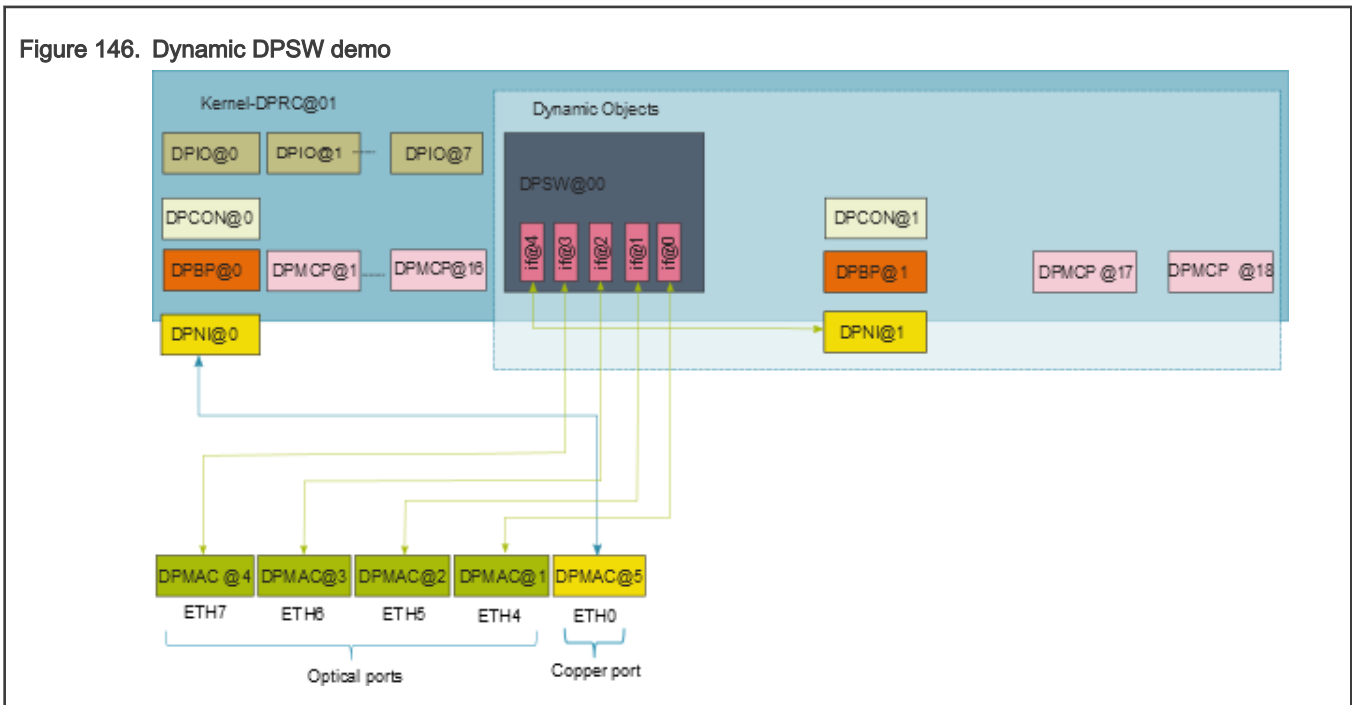 Figure 146. Dynamic DPSW demo
Kernel-DPRC@01
Dynamic Objects
DPIO@0
DPIO@1
DPIO@7
DPSW@00
DPCON@0
DPCON@1
if@4
if@3
if@2
if@1
if@0
DPBP@0
DPMCP@1
DPMCP@16
DPBP@1
DPMCP @17
DPMCP @18
DPNI@0
DPNI@1
DPMAC @4
DPMAC@3
DPMAC@2
DPMAC@1
DPMAC@5
ETH7
ETH6
ETH5
ETH4
ETH0
Optical ports
Copper port